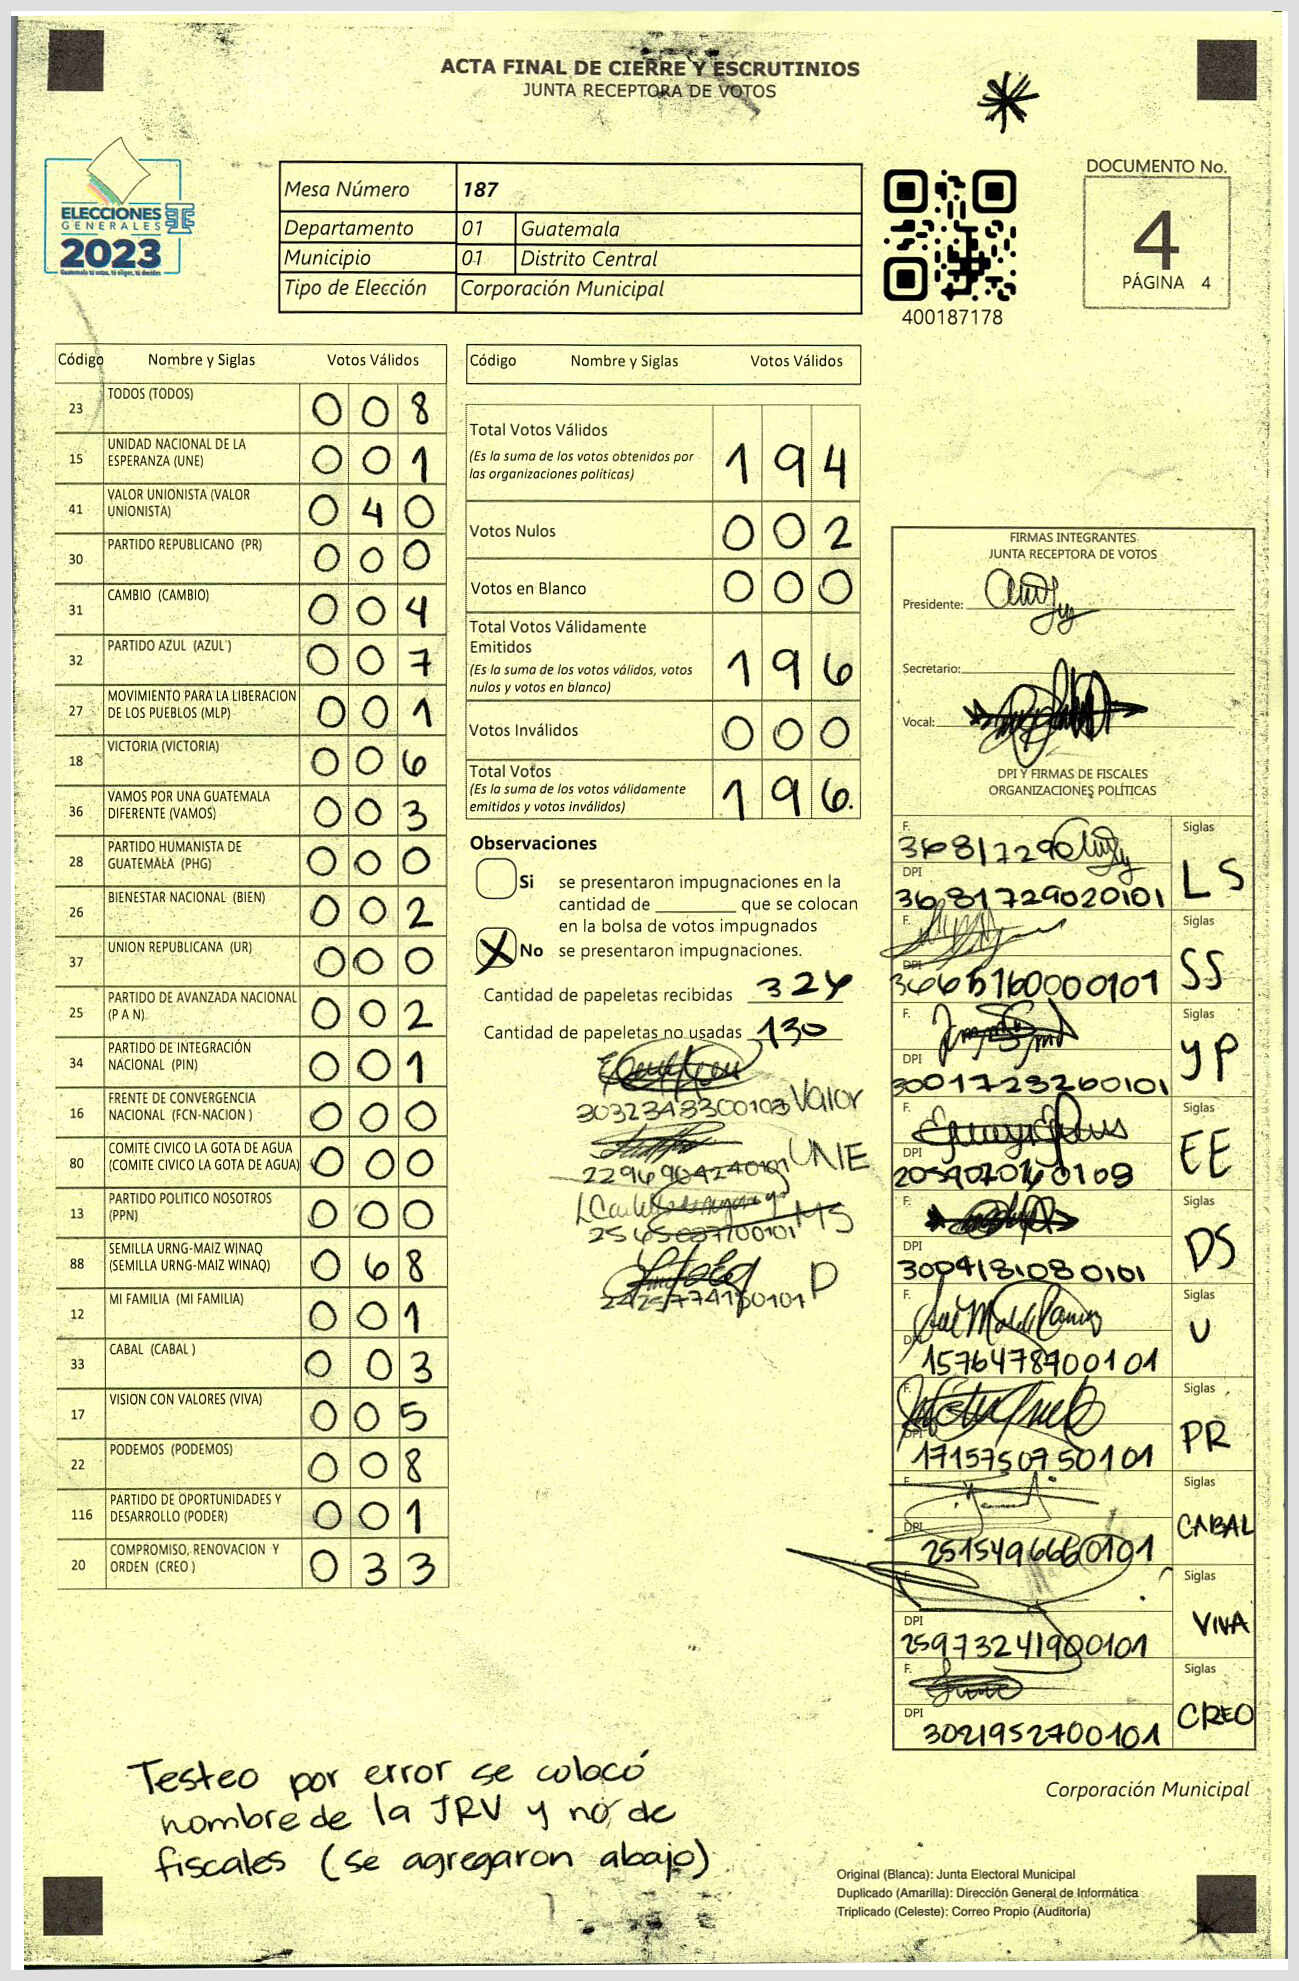 ACTA FINAL DE CIERRE Y ESCRUTINIOS
JUNTA RECEPTORA DE VOTOS
ELECCIONES
GENERALES
2023
Guatemala tú votas, tú eliges, tú decides
Mesa Número 187
Departamento 01 Guatemala
Municipio 01 Distrito Central
Tipo de Elección Corporación Municipal
400187178
DOCUMENTO No.
4
PÁGINA 4
Código Nombre y Siglas Votos Válidos
23 TODOS (TODOS) 0 0 8
15 UNIDAD NACIONAL DE LA ESPERANZA (UNE) 0 0 1
41 VALOR UNIONISTA (VALOR UNIONISTA) 0 4 0
30 PARTIDO REPUBLICANO (PR) 0 0 0
31 CAMBIO (CAMBIO) 0 0 4
32 PARTIDO AZUL (AZUL) 0 0 7
27 MOVIMIENTO PARA LA LIBERACION DE LOS PUEBLOS (MLP) 0 0 1
18 VICTORIA (VICTORIA) 0 0 6
36 VAMOS POR UNA GUATEMALA DIFERENTE (VAMOS) 0 0 3
28 PARTIDO HUMANISTA DE GUATEMALA (PHG) 0 0 0
26 BIENESTAR NACIONAL (BIEN) 0 0 2
37 UNION REPUBLICANA (UR) 0 0 0
25 PARTIDO DE AVANZADA NACIONAL (P A N) 0 0 2
34 PARTIDO DE INTEGRACIÓN NACIONAL (PIN) 0 0 1
16 FRENTE DE CONVERGENCIA NACIONAL (FCN-NACION ) 0 0 0
80 COMITE CIVICO LA GOTA DE AGUA (COMITE CIVICO LA GOTA DE AGUA) 0 0 0
13 PARTIDO POLITICO NOSOTROS (PPN) 0 0 0
88 SEMILLA URNG-MAIZ WINAQ (SEMILLA URNG-MAIZ WINAQ) 0 6 8
12 MI FAMILIA (MI FAMILIA) 0 0 1
33 CABAL (CABAL ) 0 0 3
17 VISION CON VALORES (VIVA) 0 0 5
22 PODEMOS (PODEMOS) 0 0 8
116 PARTIDO DE OPORTUNIDADES Y DESARROLLO (PODER) 0 0 1
20 COMPROMISO, RENOVACION Y ORDEN (CREO ) 0 3 3
Código Nombre y Siglas Votos Válidos
Total Votos Válidos 1 9 4
(Es la suma de los votos obtenidos por
las organizaciones políticas)
Votos Nulos 0 0 2
Votos en Blanco 0 0 0
Total Votos Válidamente
Emitidos 1 9 6
(Es la suma de los votos válidos, votos
nulos y votos en blanco)
Votos Inválidos 0 0 0
Total Votos 1 9 6.
(Es la suma de los votos válidamente
emitidos y votos inválidos)
Observaciones
Si se presentaron impugnaciones en la
cantidad de ________ que se colocan
en la bolsa de votos impugnados
X No se presentaron impugnaciones.
Cantidad de papeletas recibidas 324
Cantidad de papeletas no usadas 130
Valor
UNE
MS
P
FIRMAS INTEGRANTES
JUNTA RECEPTORA DE VOTOS
Presidente:
Secretario:
Vocal:
DPI Y FIRMAS DE FISCALES
ORGANIZACIONES POLÍTICAS
F. Siglas
DPI 3681729020101 LS
F. Siglas
DPI SS
F. Siglas
DPI 3001723260101 YP
F. Siglas
DPI EE
F. Siglas
DPI 3004181080101 DS
F. Siglas
DPI 1576478700101 U
F. Siglas
DPI 1715750750101 PR
F. Siglas
DPI CABAL
F. Siglas
DPI 2597324190101 VIVA
F. Siglas
DPI 3021952700101 CREO
Corporación Municipal
Testeo por error se colocó
nombre de la JRV y no de
fiscales (se agregaron abajo)
Original (Blanca): Junta Electoral Municipal
Duplicado (Amarilla): Dirección General de Informática
Triplicado (Celeste): Correo Propio (Auditoría)